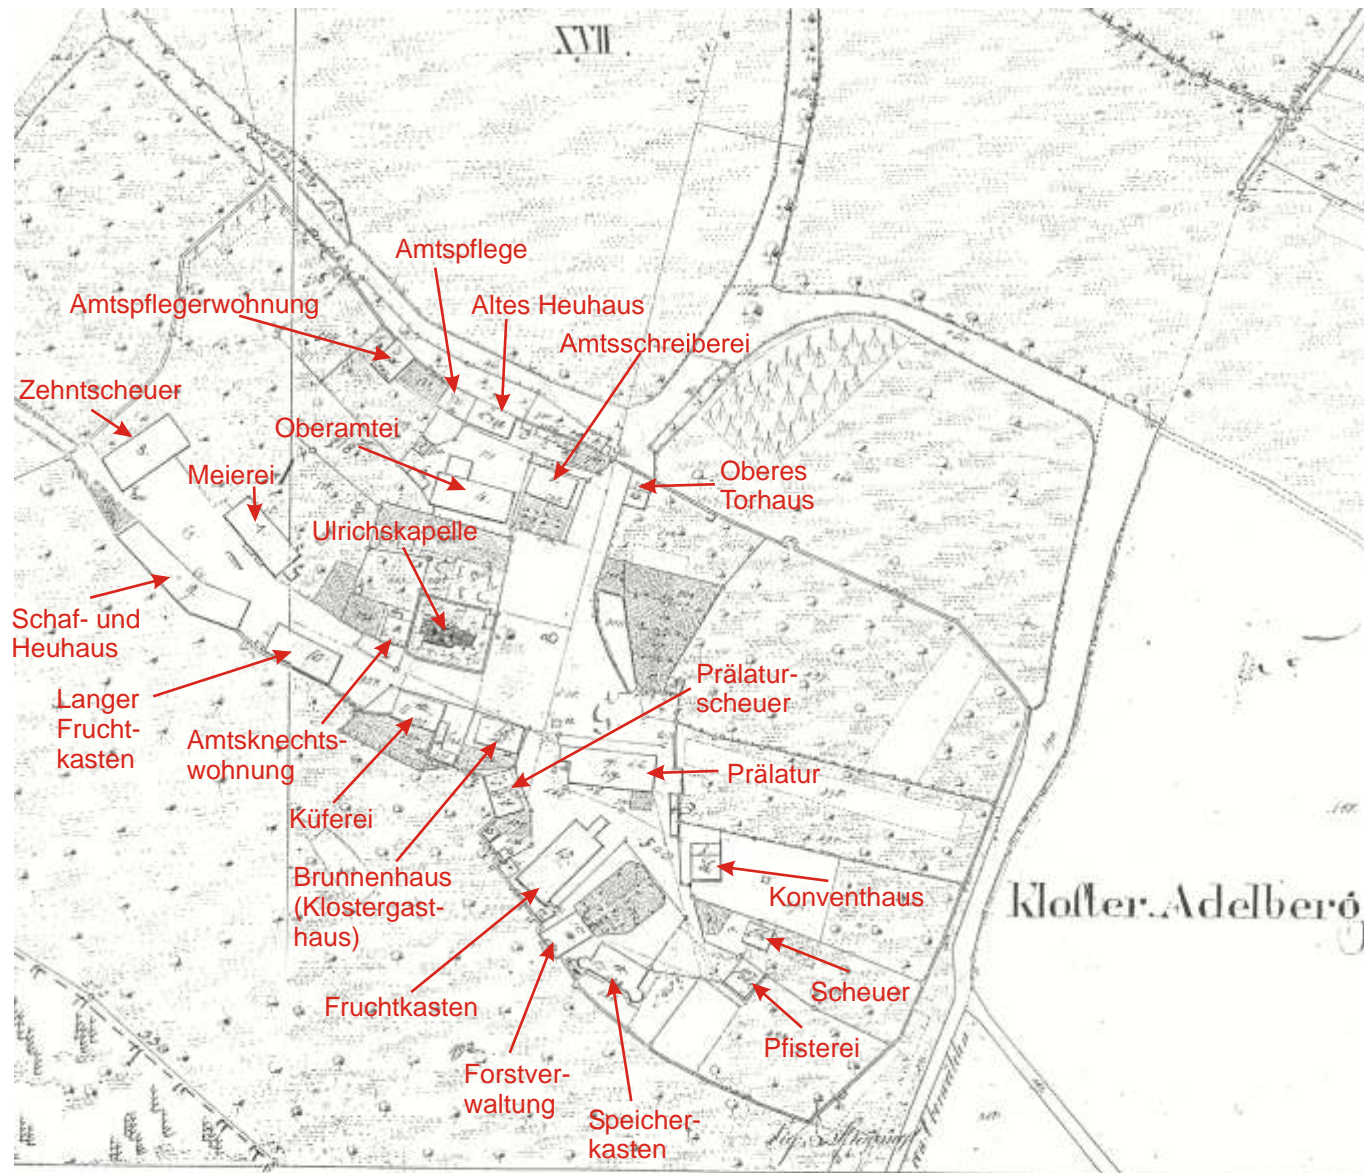 XVII.
Amtspflege
Amtspflegerwohnung
Altes Heuhaus
Amtsschreiberei
Zehntscheuer
Oberamtei
Meierei
Oberes
Torhaus
Ulrichskapelle
Schaf- und
Heuhaus
Langer
Frucht-
kasten
Prälatur-
scheuer
Amtsknechts-
wohnung
Prälatur
Küferei
Brunnenhaus
(Klostergast-
haus)
Konventhaus
Kloster.Adelberg
Fruchtkasten
Scheuer
Pfisterei
Forstver-
waltung
Speicher-
kasten